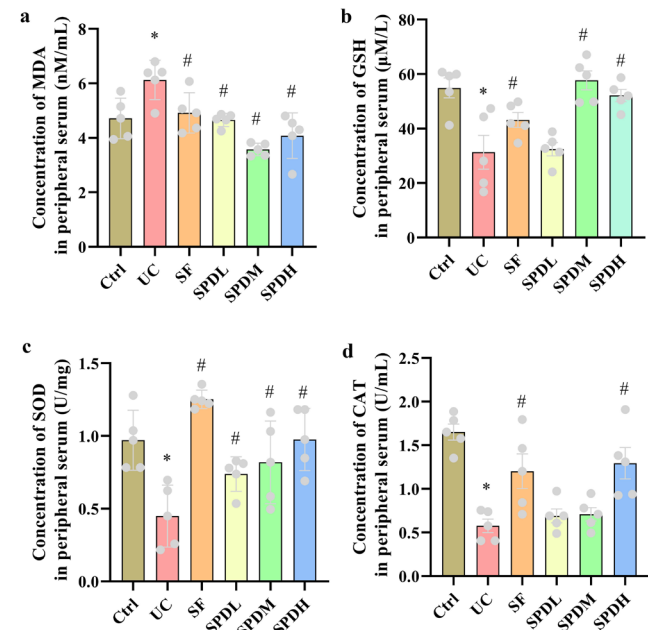 a
Concentration of MDA
in peripheral serum (nM/mL)
8
6
4
2
0
*
#
#
#
#
Ctrl
UC
SF
SPDL
SPDM
SPDH
b
Concentration of GSH
in peripheral serum (μM/L)
80
60
40
20
0
*
#
#
#
Ctrl
UC
SF
SPDL
SPDM
SPDH
c
Concentration of SOD
in peripheral serum (U/mg)
1.5
1.0
0.5
0.0
*
#
#
#
#
Ctrl
UC
SF
SPDL
SPDM
SPDH
d
Concentration of CAT
in peripheral serum (U/mL)
2.5
2.0
1.5
1.0
0.5
0.0
*
#
#
Ctrl
UC
SF
SPDL
SPDM
SPDH